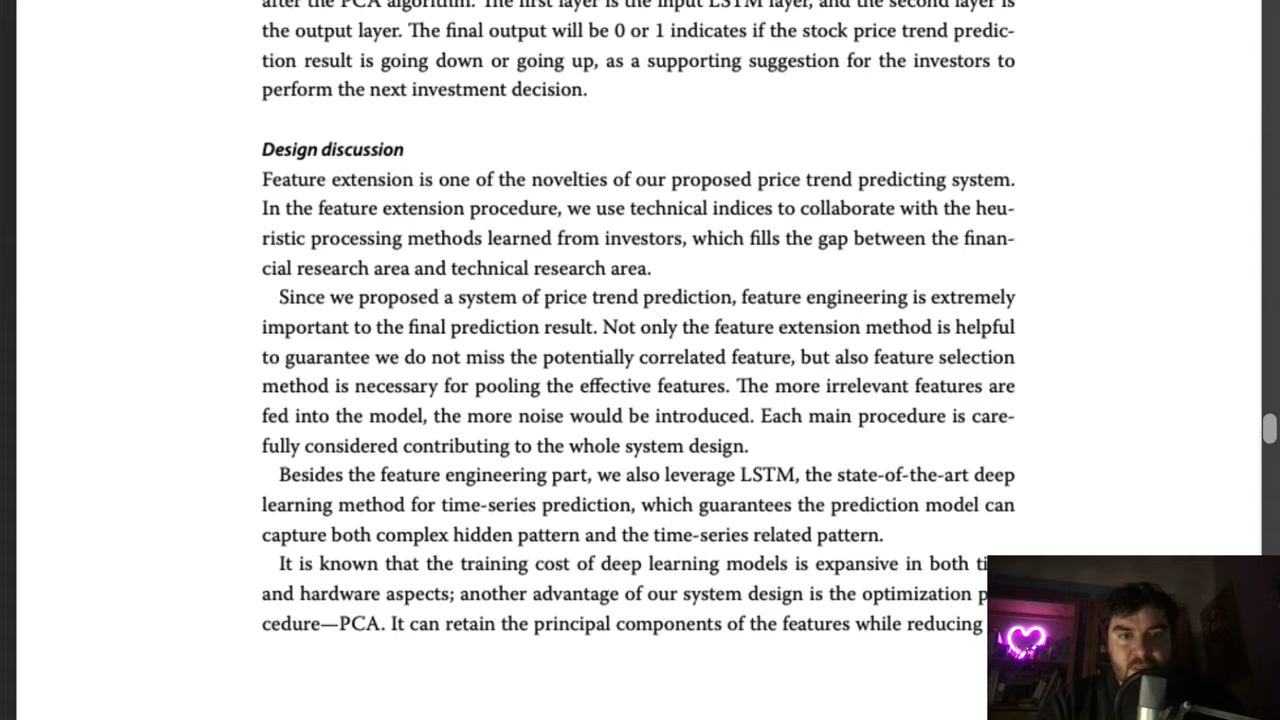 after the PCA algorithm. The first layer is the input LSTM layer, and the second layer is
the output layer. The final output will be 0 or 1 indicates if the stock price trend predic-
tion result is going down or going up, as a supporting suggestion for the investors to
perform the next investment decision.
Design discussion
Feature extension is one of the novelties of our proposed price trend predicting system.
In the feature extension procedure, we use technical indices to collaborate with the heu-
ristic processing methods learned from investors, which fills the gap between the finan-
cial research area and technical research area.
Since we proposed a system of price trend prediction, feature engineering is extremely
important to the final prediction result. Not only the feature extension method is helpful
to guarantee we do not miss the potentially correlated feature, but also feature selection
method is necessary for pooling the effective features. The more irrelevant features are
fed into the model, the more noise would be introduced. Each main procedure is care-
fully considered contributing to the whole system design.
Besides the feature engineering part, we also leverage LSTM, the state-of-the-art deep
learning method for time-series prediction, which guarantees the prediction model can
capture both complex hidden pattern and the time-series related pattern.
It is known that the training cost of deep learning models is expansive in both
and hardware aspects; another advantage of our system design is the optimization
cedure—PCA. It can retain the principal components of the features while reducing